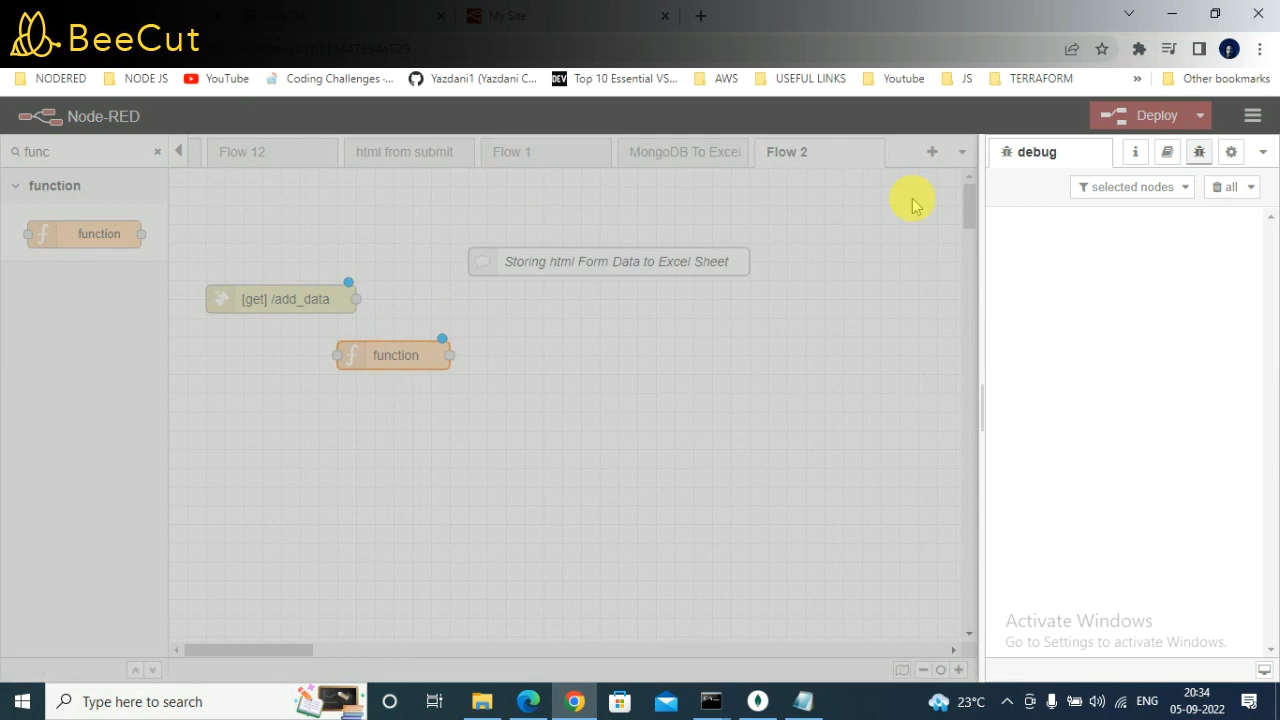 BeeCut
My Site
NODERED NODE JS YouTube Coding Challenges -... Yazdani1 (Yazdani C... DEV Top 10 Essential VS... AWS USEFUL LINKS Youtube JS TERRAFORM » Other bookmarks
Node-RED Deploy
func Flow 12 html from submit Flow 1 MongoDB To Excel Flow 2 debug
function selected nodes all
function
Storing html Form Data to Excel Sheet
[get] /add_data
function
Activate Windows
Go to Settings to activate Windows.
Type here to search 23°C ENG 20:34
05-09-2022